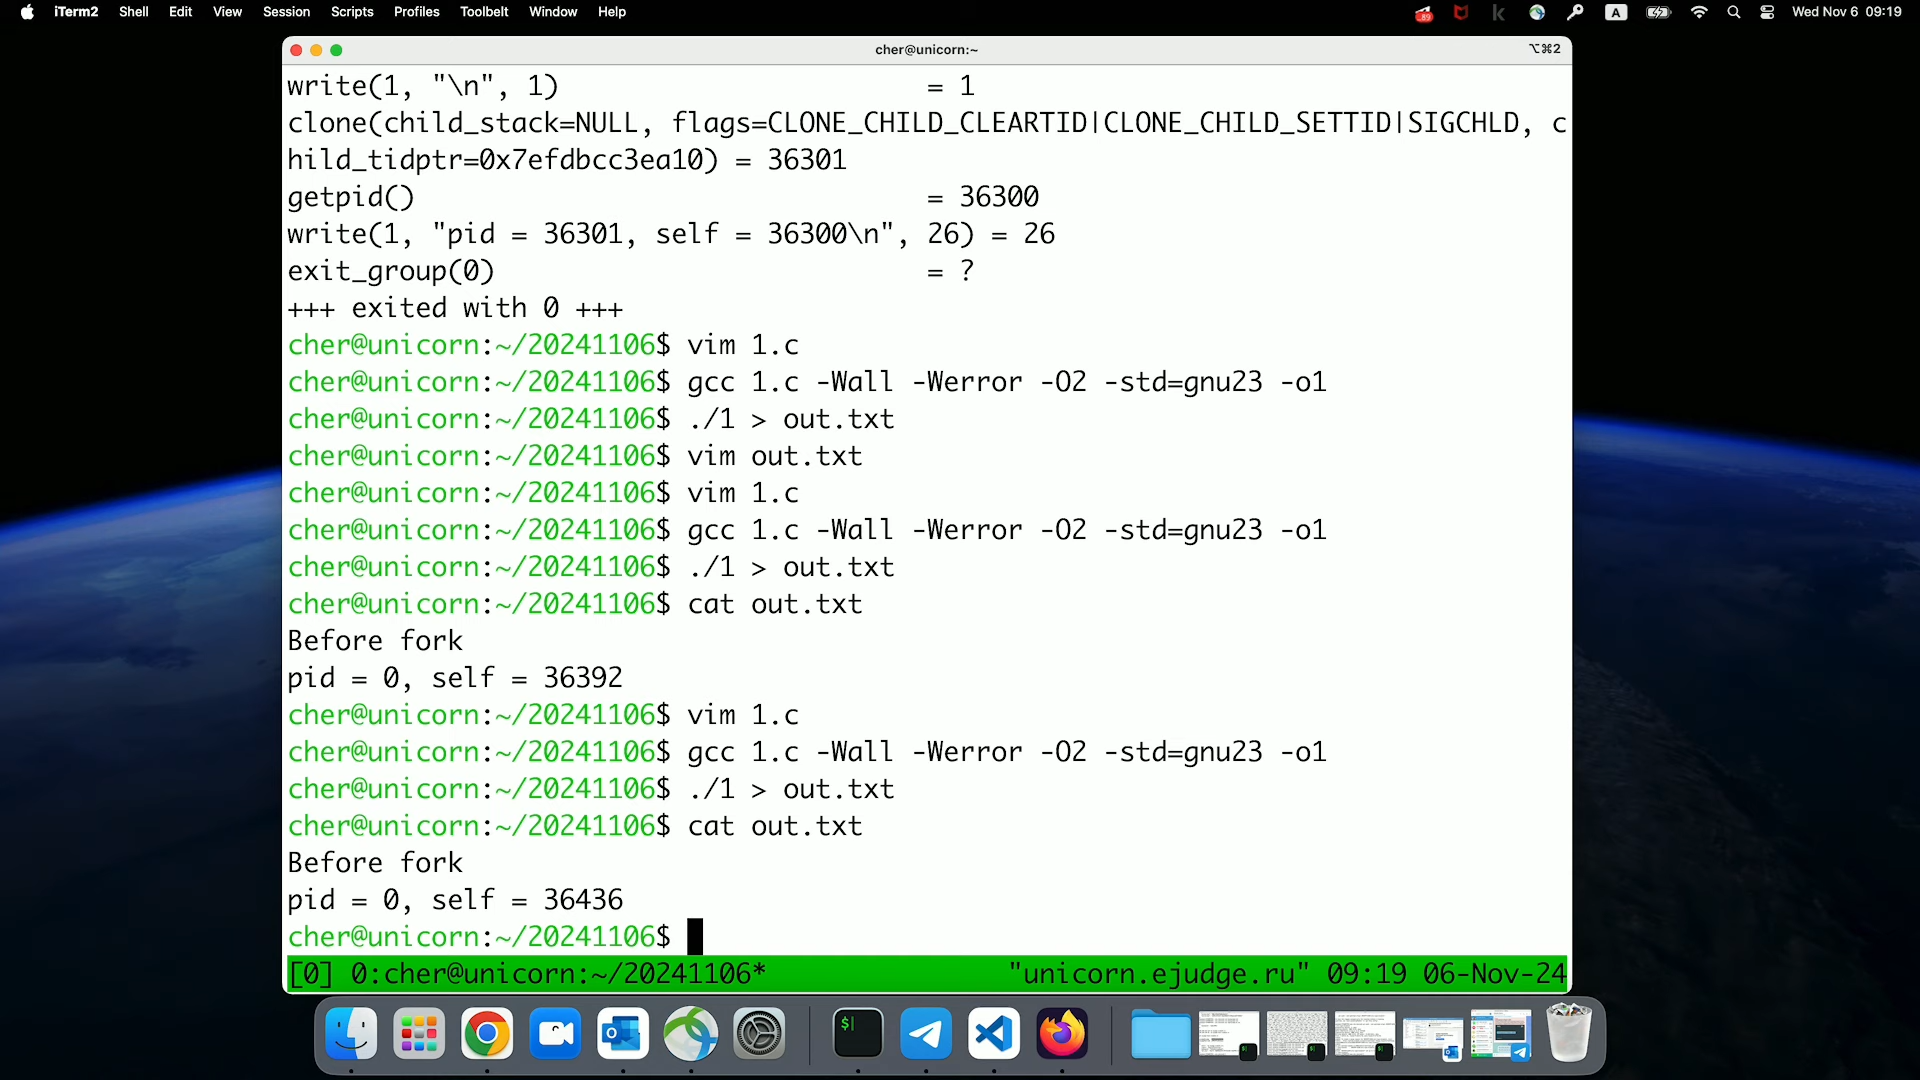 iTerm2 Shell Edit View Session Scripts Profiles Toolbelt Window Help
A Wed Nov 6 09:19
cher@unicorn:~ ⌥⌘2
write(1, "\n", 1) = 1
clone(child_stack=NULL, flags=CLONE_CHILD_CLEARTID|CLONE_CHILD_SETTID|SIGCHLD, c
hild_tidptr=0x7efdbcc3ea10) = 36301
getpid() = 36300
write(1, "pid = 36301, self = 36300\n", 26) = 26
exit_group(0) = ?
+++ exited with 0 +++
cher@unicorn:~/20241106$ vim 1.c
cher@unicorn:~/20241106$ gcc 1.c -Wall -Werror -O2 -std=gnu23 -o1
cher@unicorn:~/20241106$ ./1 > out.txt
cher@unicorn:~/20241106$ vim out.txt
cher@unicorn:~/20241106$ vim 1.c
cher@unicorn:~/20241106$ gcc 1.c -Wall -Werror -O2 -std=gnu23 -o1
cher@unicorn:~/20241106$ ./1 > out.txt
cher@unicorn:~/20241106$ cat out.txt
Before fork
pid = 0, self = 36392
cher@unicorn:~/20241106$ vim 1.c
cher@unicorn:~/20241106$ gcc 1.c -Wall -Werror -O2 -std=gnu23 -o1
cher@unicorn:~/20241106$ ./1 > out.txt
cher@unicorn:~/20241106$ cat out.txt
Before fork
pid = 0, self = 36436
cher@unicorn:~/20241106$
[0] 0:cher@unicorn:~/20241106* "unicorn.ejudge.ru" 09:19 06-Nov-24